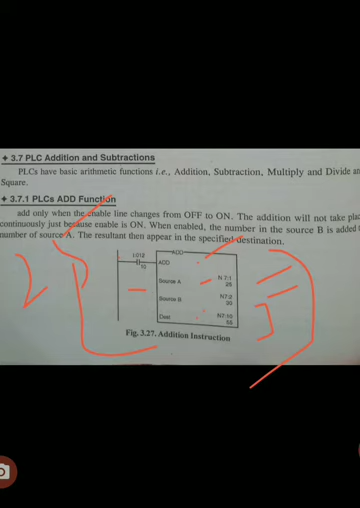 + 3.7 PLC Addition and Subtractions
PLCs have basic arithmetic functions i.e., Addition, Subtraction, Multiply and Divide an
Square.
+ 3.7.1 PLCs ADD Function
add only when the enable line changes from OFF to ON. The addition will not take plac
continuously just because enable is ON. When enabled, the number in the source B is added t
number of source A. The resultant then appear in the specified destination.
ADD
ADD
10
Source A N 7:1
25
Source B N7:2
Dest N7:10
55
Fig. 3.27. Addition Instruction